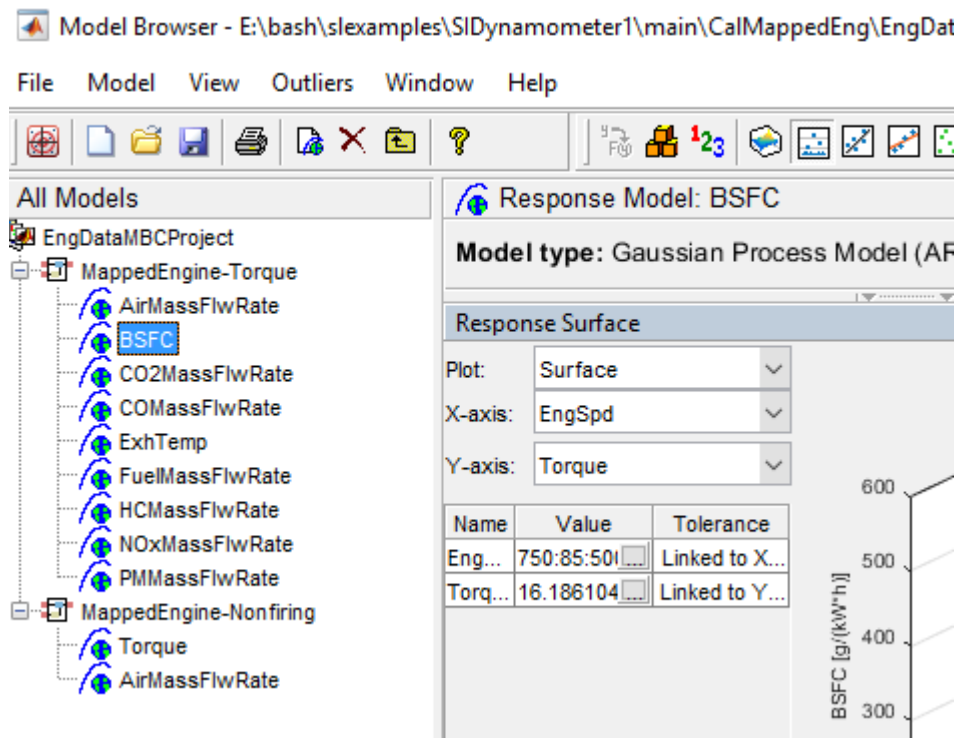 Model Browser - E:\bash\slexamples\SIDynamometer1\main\CalMappedEng\EngDat
File Model View Outliers Window Help
All Models
EngDataMBCProject
MappedEngine-Torque
AirMassFlwRate
BSFC
CO2MassFlwRate
COMassFlwRate
ExhTemp
FuelMassFlwRate
HCMassFlwRate
NOxMassFlwRate
PMMassFlwRate
MappedEngine-Nonfiring
Torque
AirMassFlwRate
Response Model: BSFC
Model type: Gaussian Process Model (AR
Response Surface
Plot: Surface
X-axis: EngSpd
Y-axis: Torque
Name Value Tolerance
Eng... 750:85:50 ... Linked to X...
Torq... 16.186104 ... Linked to Y...
BSFC [g/(kW*h)]
600
500
400
300